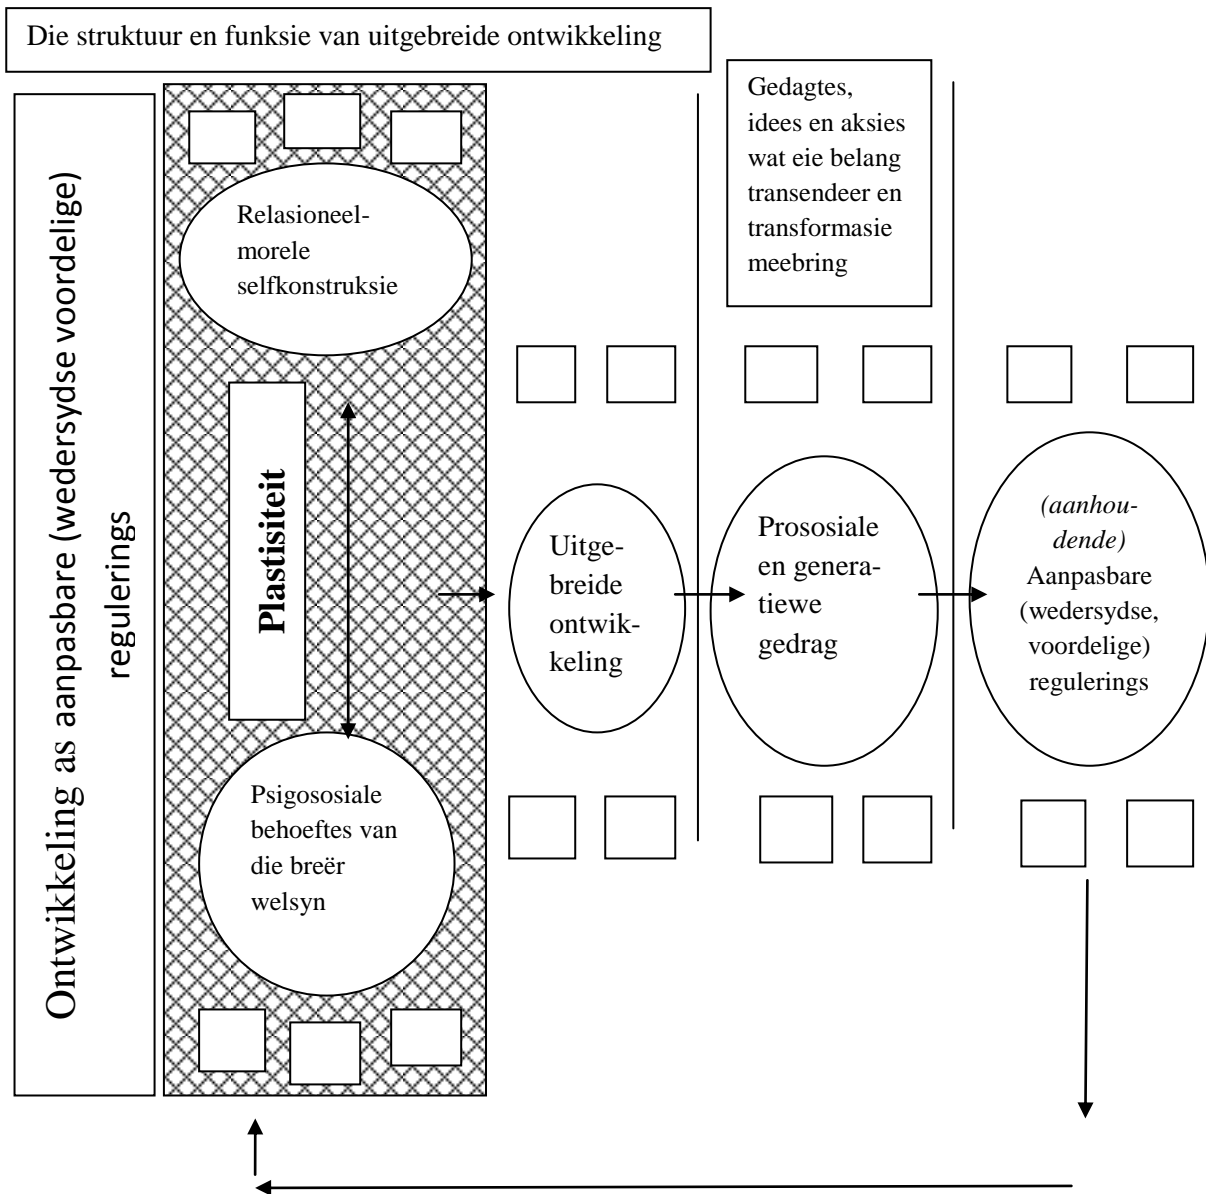 Die struktuur en funksie van uitgebreide ontwikkeling
Ontwikkeling as aanpasbare (wedersydse voordelige)
regulerings
Relasioneel-
morele
selfkonstruksie
Plastisiteit
Psigososiale
behoeftes van
die breër
welsyn
Uitge-
breide
ontwik-
keling
Gedagtes,
idees en aksies
wat eie belang
transendeer en
transformasie
meebring
Prososiale
en genera-
tiewe
gedrag
(aanhou-
dende)
Aanpasbare
(wedersydse,
voordelige)
regulerings